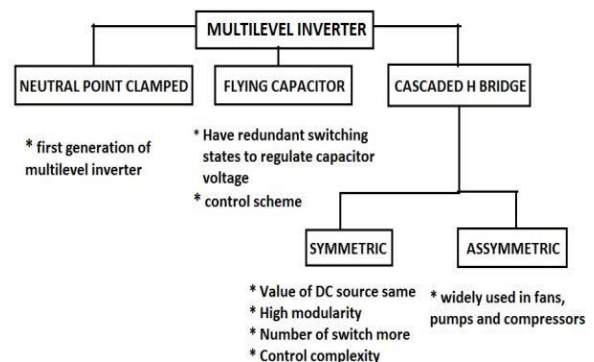 MULTILEVEL INVERTER
NEUTRAL POINT CLAMPED
FLYING CAPACITOR
CASCADED H BRIDGE
* first generation of
multilevel inverter
* Have redundant switching
states to regulate capacitor
voltage
* control scheme
SYMMETRIC
ASSYMMETRIC
* Value of DC source same
* High modularity
* Number of switch more
* Control complexity
* widely used in fans,
pumps and compressors